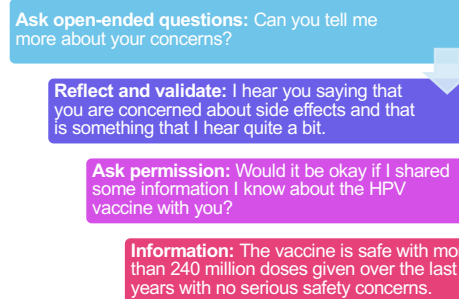 Ask open-ended questions: Can you tell me
more about your concerns?
Reflect and validate: I hear you saying that
you are concerned about side effects and that
is something that I hear quite a bit.
Ask permission: Would it be okay if I shared
some information I know about the HPV
vaccine with you?
Information: The vaccine is safe with
than 240 million doses given over the last
years with no serious safety concerns.